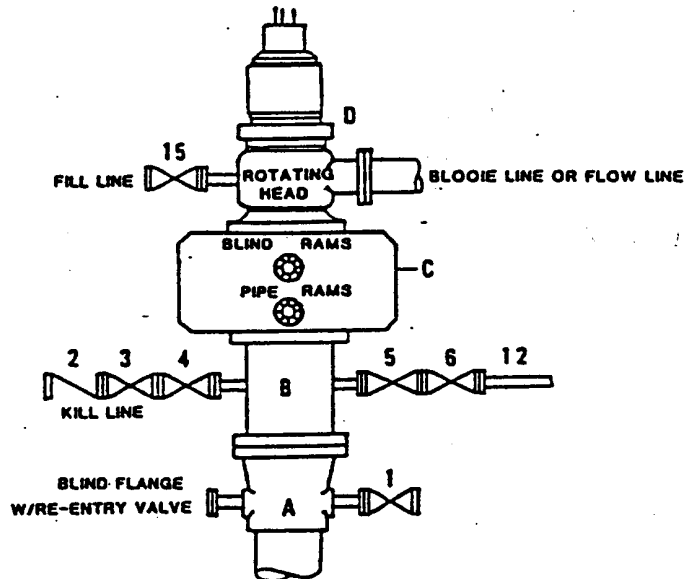 D
15
FILL LINE
ROTATING
HEAD
BLOOIE LINE OR FLOW LINE
BLIND RAMS
C
PIPE RAMS
2 3 4
5 6 12
B
KILL LINE
BLIND FLANGE
W/RE-ENTRY VALVE
A
1